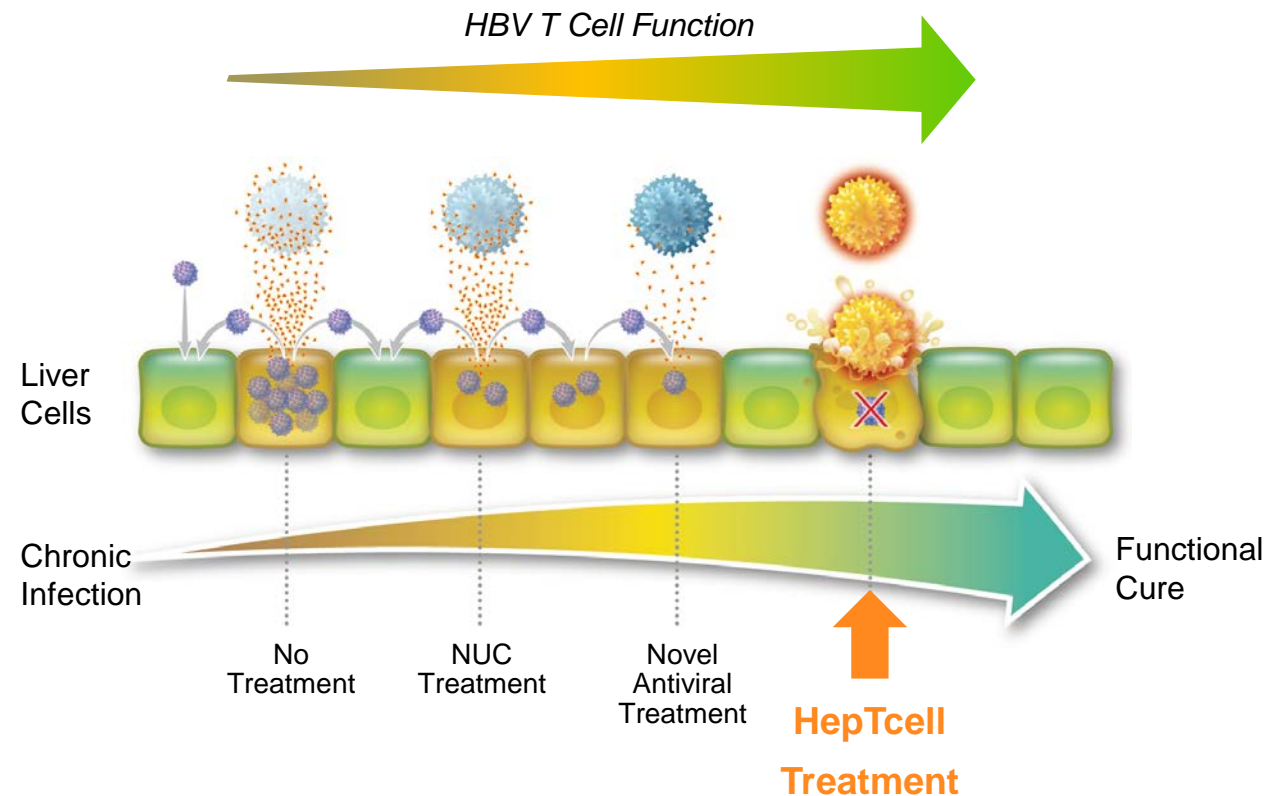 HBV T Cell Function
Liver
Cells
Chronic
Infection
Functional
Cure
No
Treatment
NUC
Treatment
Novel
Antiviral
Treatment
HepTcell
Treatment